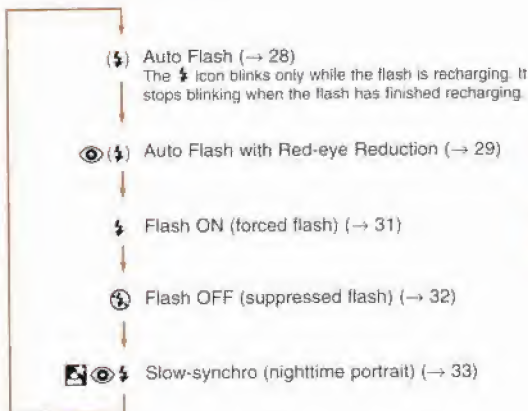 Auto Flash (→ 28)
The icon blinks only while the flash is recharging. It
stops blinking when the flash has finished recharging.
Auto Flash with Red-eye Reduction (→ 29)
Flash ON (forced flash) (→ 31)
Flash OFF (suppressed flash) (→ 32)
Slow-synchro (nighttime portrait) (→ 33)